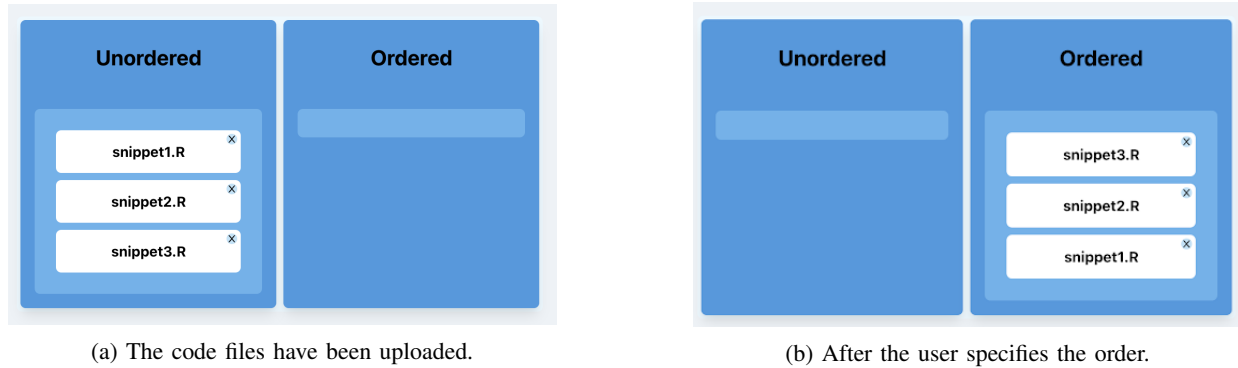 Unordered
Ordered
X
snippet1.R
X
snippet2.R
X
snippet3.R
(a) The code files have been uploaded.
Unordered
Ordered
X
snippet3.R
X
snippet2.R
X
snippet1.R
(b) After the user specifies the order.